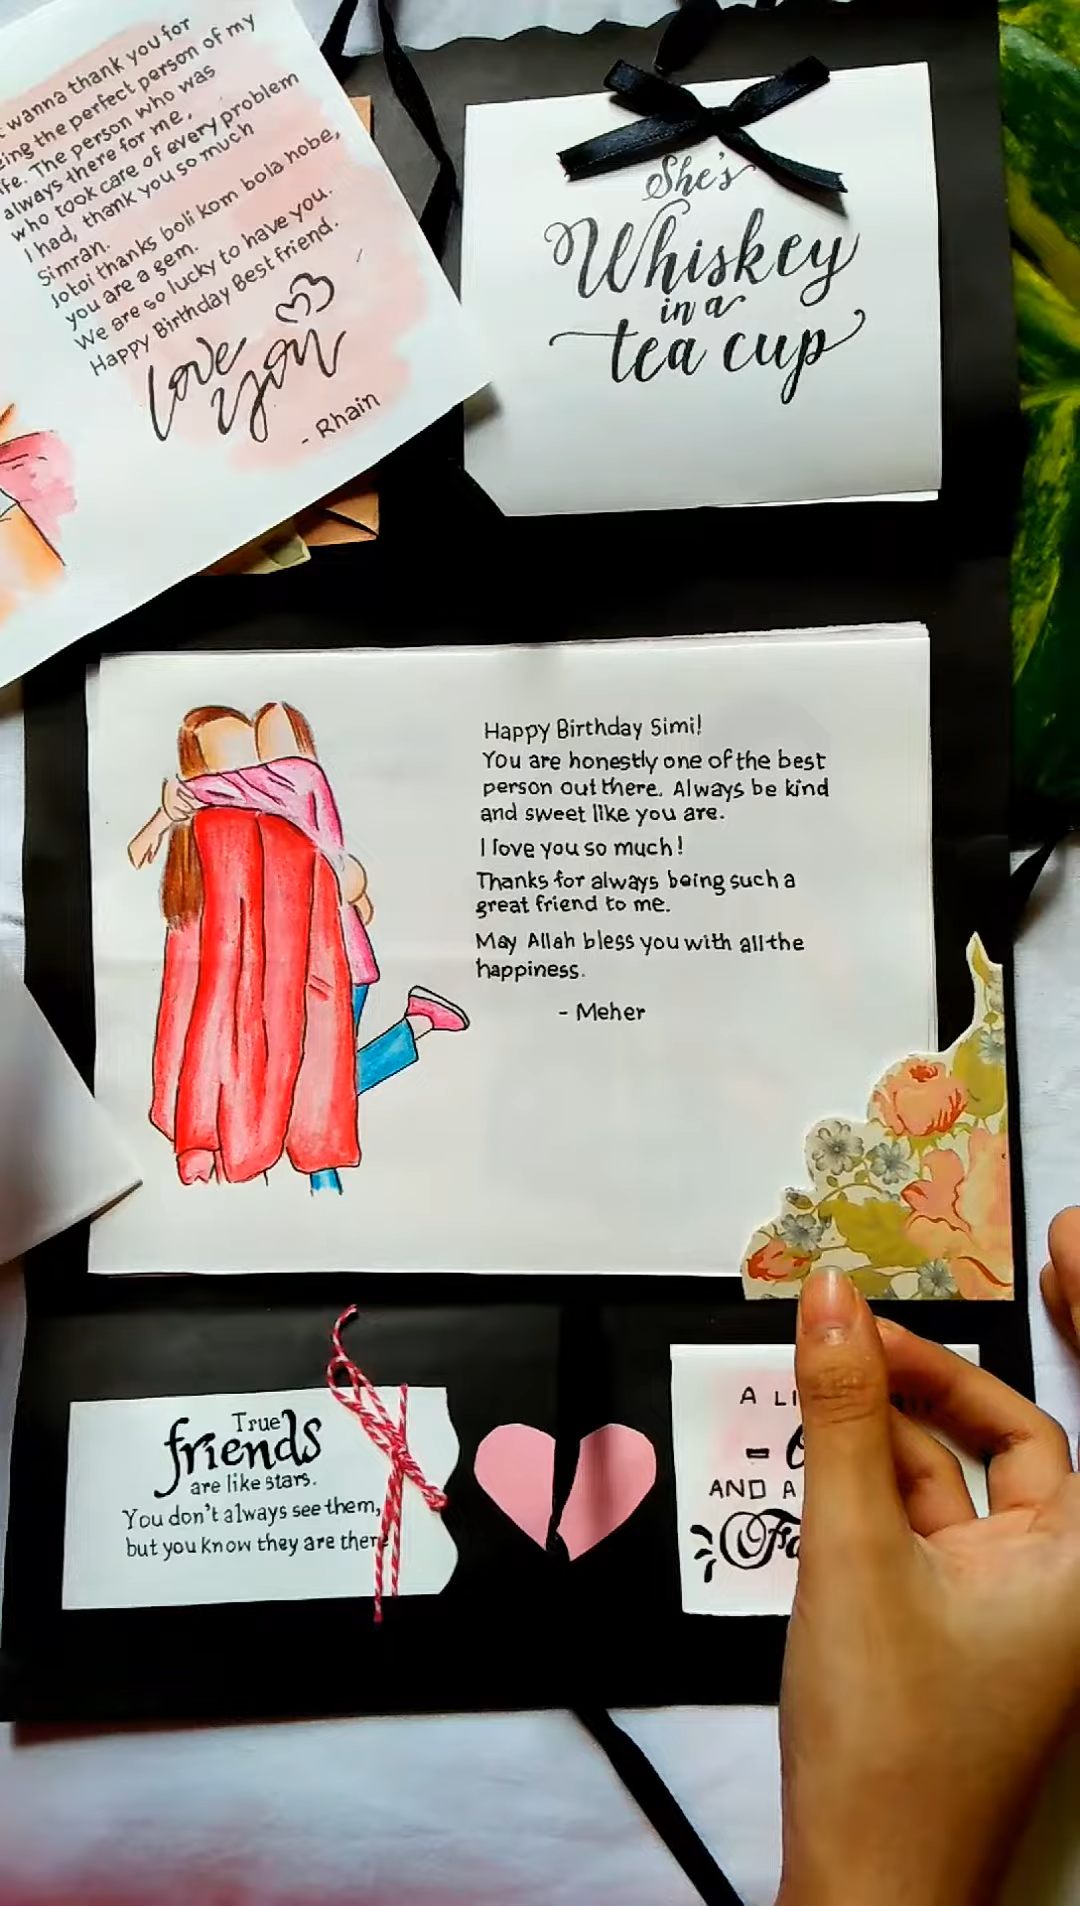 wanna thank you for
the perfect person of my
The person who was
always there for me,
who took care of every problem
I had, thank you so much
Simran.
Jotoi thanks boli kom bola hobe,
you are a gem.
We are so lucky to have you.
Happy Birthday Best friend.
love
you
- Rhain
She's
Whiskey
in a
tea cup
Happy Birthday Simi!
You are honestly one of the best
person out there. Always be kind
and sweet like you are.
I love you so much!
Thanks for always being such a
great friend to me.
May Allah bless you with all the
happiness.
- Meher
True
friends
are like stars.
You don't always see them,
but you know they are there
A
AND A